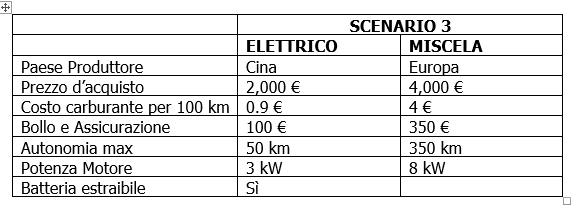 SCENARIO 3
ELETTRICO MISCELA
Paese Produttore Cina Europa
Prezzo d'acquisto 2,000 € 4,000 €
Costo carburante per 100 km 0.9 € 4 €
Bollo e Assicurazione 100 € 350 €
Autonomia max 50 km 350 km
Potenza Motore 3 kW 8 kW
Batteria estraibile Sì